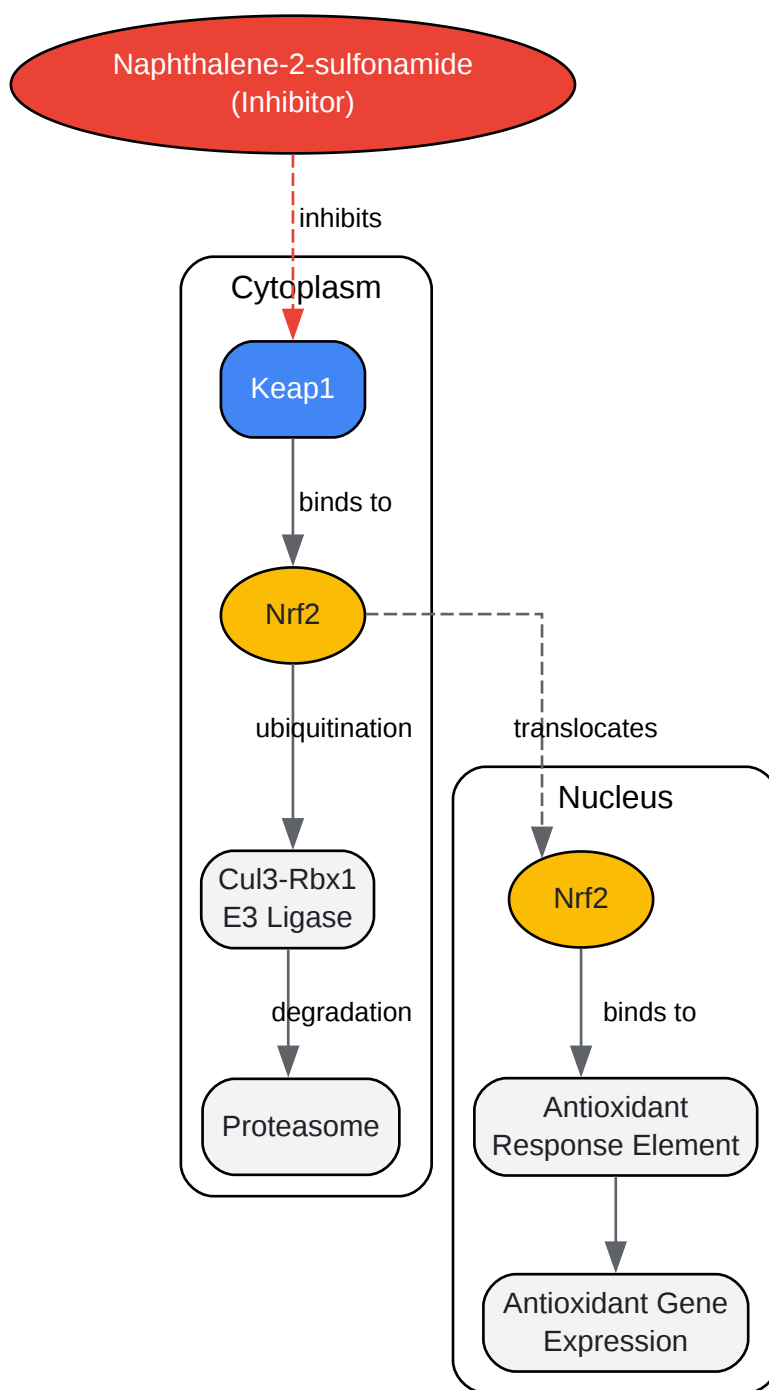 Naphthalene-2-sulfonamide
(Inhibitor)
inhibits
Cytoplasm
Keap1
binds to
Nrf2
ubiquitination
translocates
Nucleus
Cul3-Rbx1
E3 Ligase
Nrf2
degradation
binds to
Proteasome
Antioxidant
Response Element
Antioxidant Gene
Expression